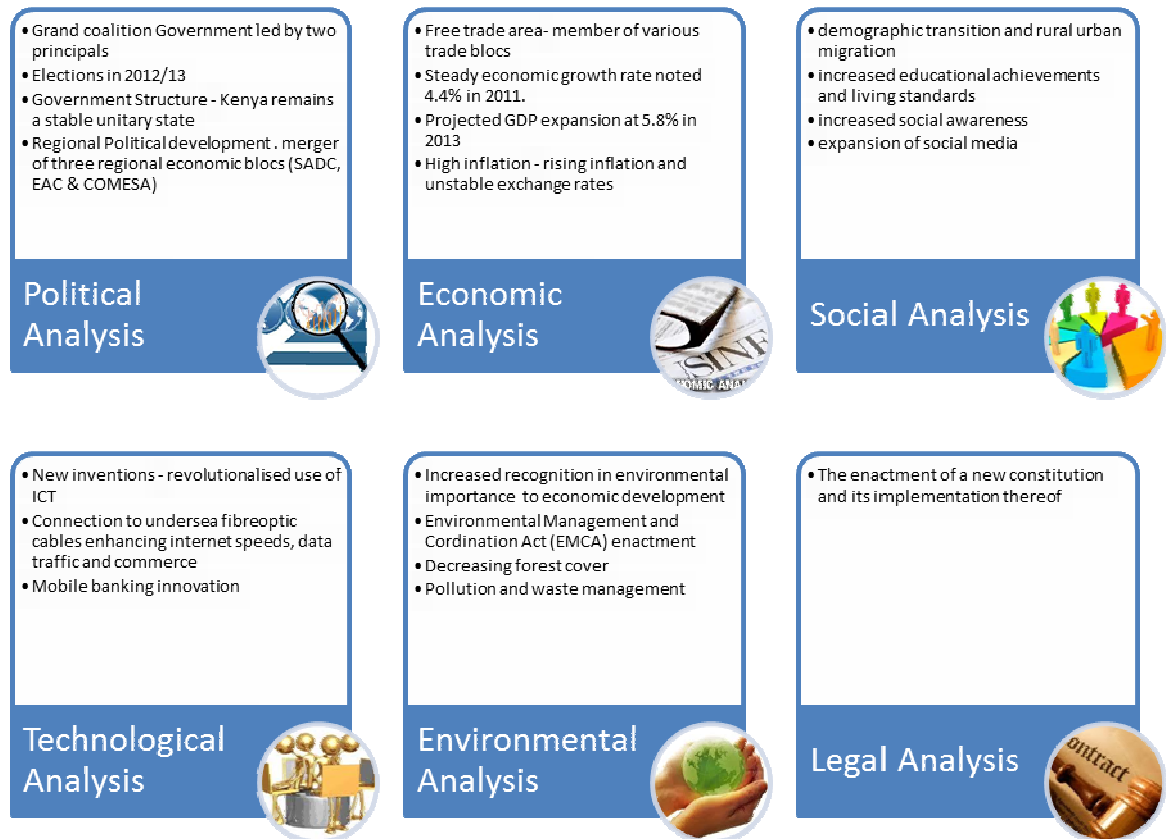 • Grand coalition Government led by two
principals
• Elections in 2012/13
• Government Structure - Kenya remains
a stable unitary state
• Regional Political development . merger
of three regional economic blocs (SADC,
EAC & COMESA)
Political
Analysis
• Free trade area- member of various
trade blocs
• Steady economic growth rate noted
4.4% in 2011.
• Projected GDP expansion at 5.8% in
2013
• High inflation - rising inflation and
unstable exchange rates
Economic
Analysis
• demographic transition and rural urban
migration
• increased educational achievements
and living standards
• increased social awareness
• expansion of social media
Social Analysis
• New inventions - revolutionalised use of
ICT
• Connection to undersea fibreoptic
cables enhancing internet speeds, data
traffic and commerce
• Mobile banking innovation
Technological
Analysis
• Increased recognition in environmental
importance to economic development
• Environmental Management and
Cordination Act (EMCA) enactment
• Decreasing forest cover
• Pollution and waste management
Environmental
Analysis
• The enactment of a new constitution
and its implementation thereof
Legal Analysis
ontract